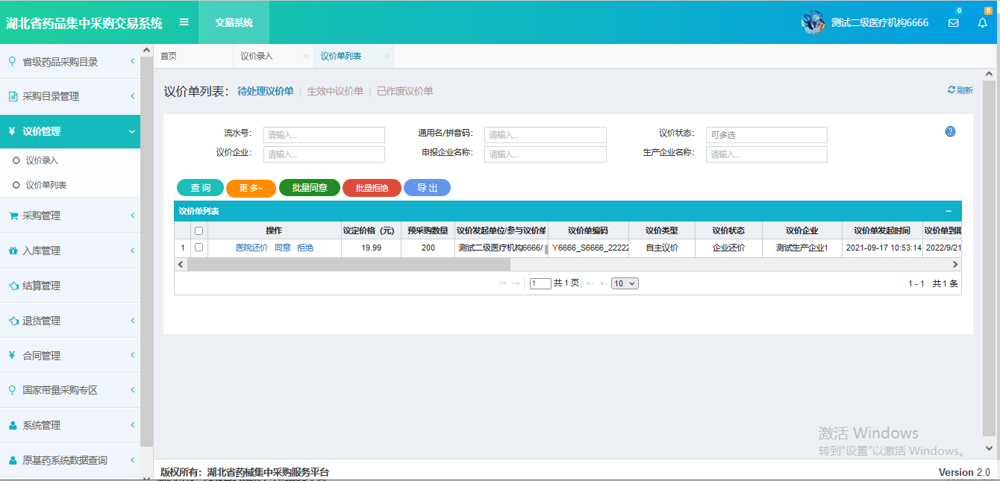 湖北省药品集中采购交易系统
交易系统
测试二级医疗机构6666
0
0
省级药品采购目录
采购目录管理
议价管理
议价录入
议价单列表
采购管理
入库管理
结算管理
退货管理
合同管理
国家带量采购专区
系统管理
原基药系统数据查询
首页
议价录入
议价单列表
议价单列表： 待处理议价单 | 生效中议价单 | 已作废议价单
刷新
流水号： 请输入... 通用名/拼音码： 请输入... 议价状态： 可多选
议价企业： 请输入... 申报企业名称： 请输入... 生产企业名称： 请输入...
查 询 更 多 批量同意 批量拒绝 导 出
议价单列表
操作 议定价格（元) 预采购数量 议价发起单位/参与议价单 议价单编码 议价类型 议价状态 议价企业 议价单发起时间 议价单到期
1 医院还价 同意 拒绝 19.99 200 测试二级医疗机构6666/ Y6666_S6666_22222 自主议价 企业还价 测试生产企业1 2021-09-17 10:53:14 2022/9/21
1 共 1 页 10 1 - 1 共 1 条
激活 Windows
转到"设置"以激活 Windows。
版权所有：湖北省药械集中采购服务平台
Version 2.0